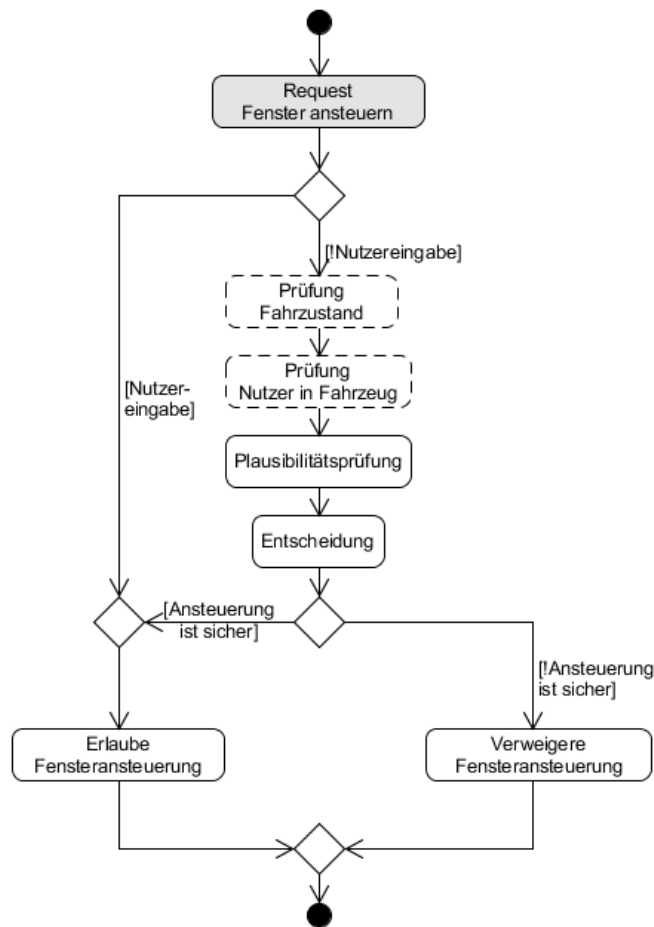 Request
Fenster ansteuern
[!Nutzereingabe]
Prüfung
Fahrzustand
Prüfung
Nutzer in Fahrzeug
[Nutzer-
eingabe]
Plausibilitätsprüfung
Entscheidung
[Ansteuerung
ist sicher]
[!Ansteuerung
ist sicher]
Erlaube
Fensteransteuerung
Verweigere
Fensteransteuerung